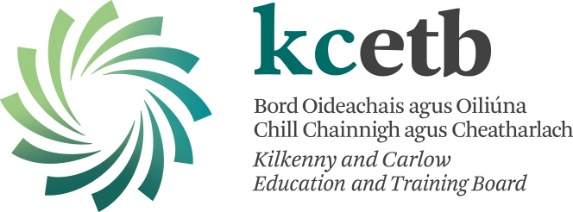 kcetb
Bord Oideachais agus Oiliúna
Chill Chainnigh agus Cheatharlach
Kilkenny and Carlow
Education and Training Board